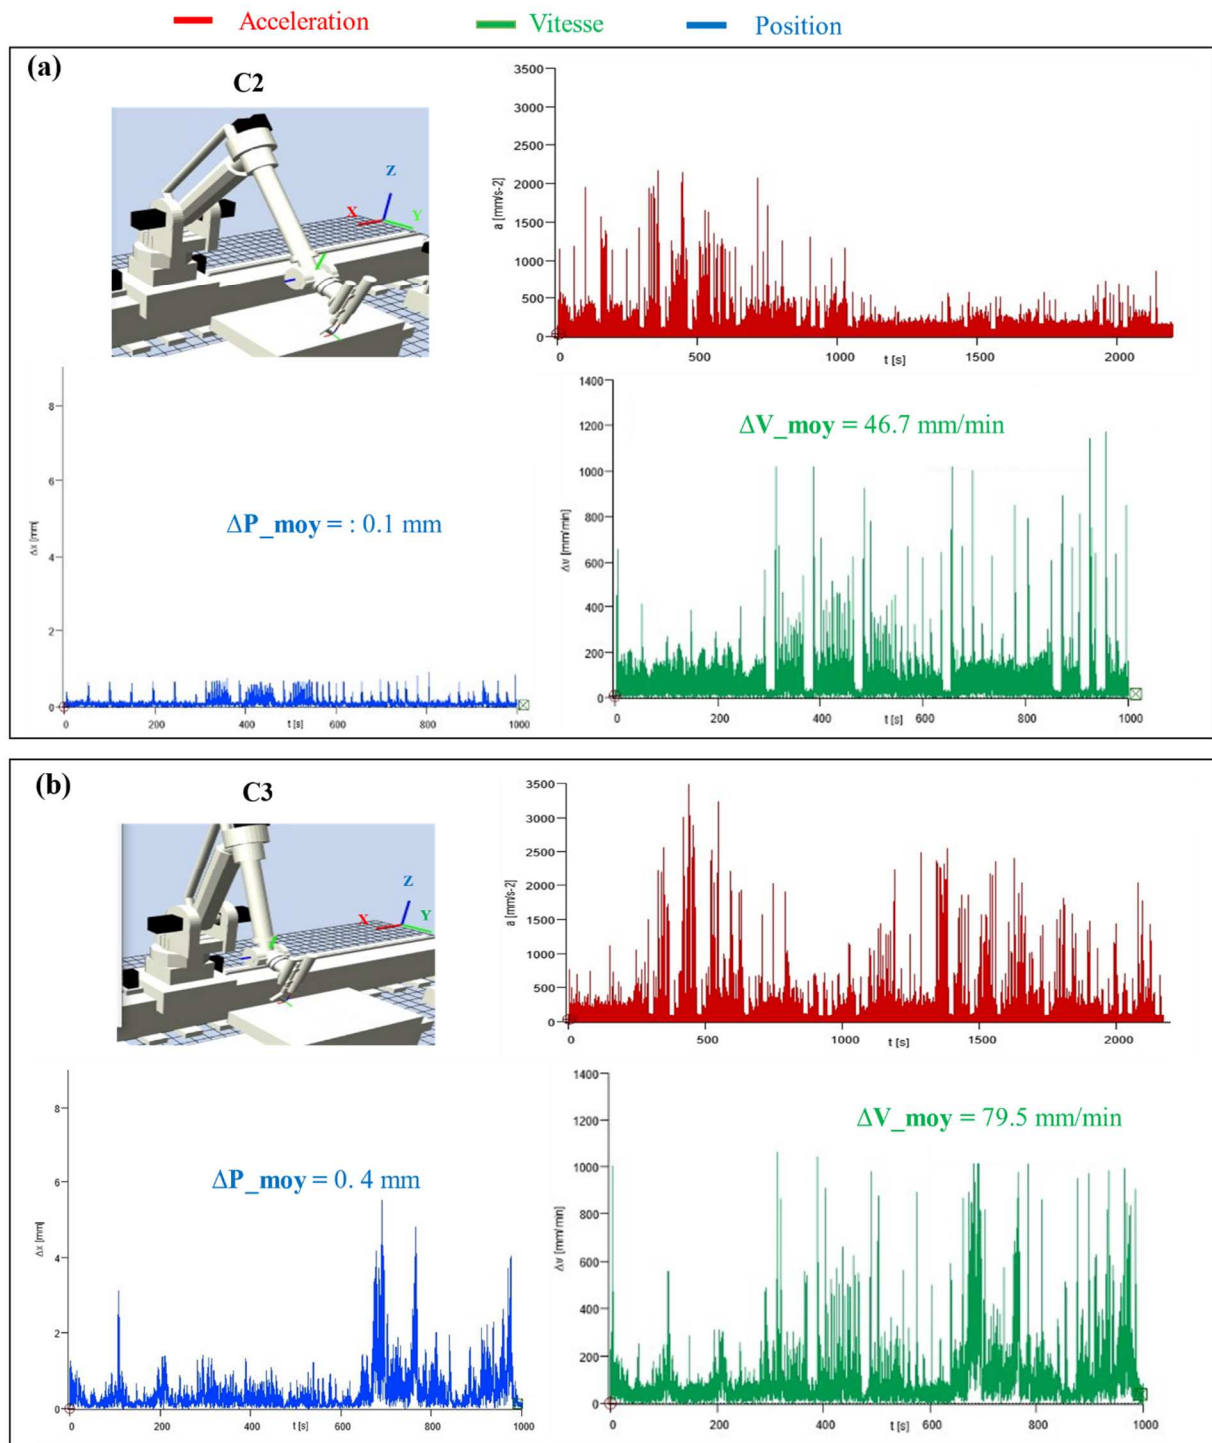 Acceleration Vitesse Position
(a)
C2
Z
X
Y
3500
3000
2500
2000
1500
1000
500
0
a [mm/s-2]
0 500 1000 1500 2000
t [s]
8
6
4
2
0
Δx [mm]
ΔP_moy = : 0.1 mm
0 200 400 600 800 1000
t [s]
1400
1200
1000
800
600
400
200
0
Δv [mm/min]
ΔV_moy = 46.7 mm/min
0 200 400 600 800 1000
t [s]
(b)
C3
Z
X
Y
3500
3000
2500
2000
1500
1000
500
0
a [mm/s-2]
0 500 1000 1500 2000
t [s]
8
6
4
2
0
Δx [mm]
ΔP_moy = 0. 4 mm
0 200 400 600 800 1000
t [s]
1400
1200
1000
800
600
400
200
0
Δv [mm/min]
ΔV_moy = 79.5 mm/min
0 200 400 600 800 1000
t [s]